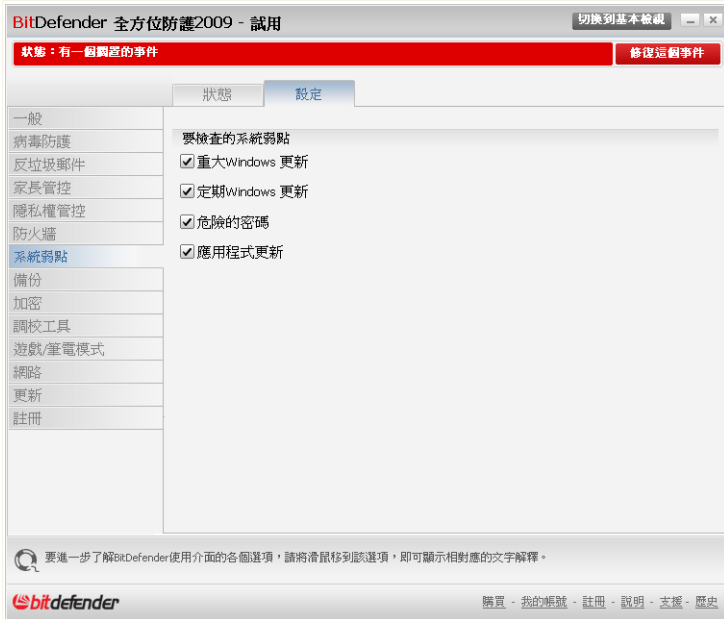 BitDefender 全方位防護2009 - 試用
切換到基本檢視
狀態：有一個擱置的事件
修復這個事件
狀態
設定
一般
病毒防護
反垃圾郵件
家長管控
隱私權管控
防火牆
系統弱點
備份
加密
調校工具
遊戲/筆電模式
網路
更新
註冊
要檢查的系統弱點
重大Windows 更新
定期Windows 更新
危險的密碼
應用程式更新
要進一步了解BitDefender使用介面的各個選項，請將滑鼠移到該選項，即可顯示相對應的文字解釋。
bitdefender
購買 - 我的帳號 - 註冊 - 說明 - 支援 - 歷史